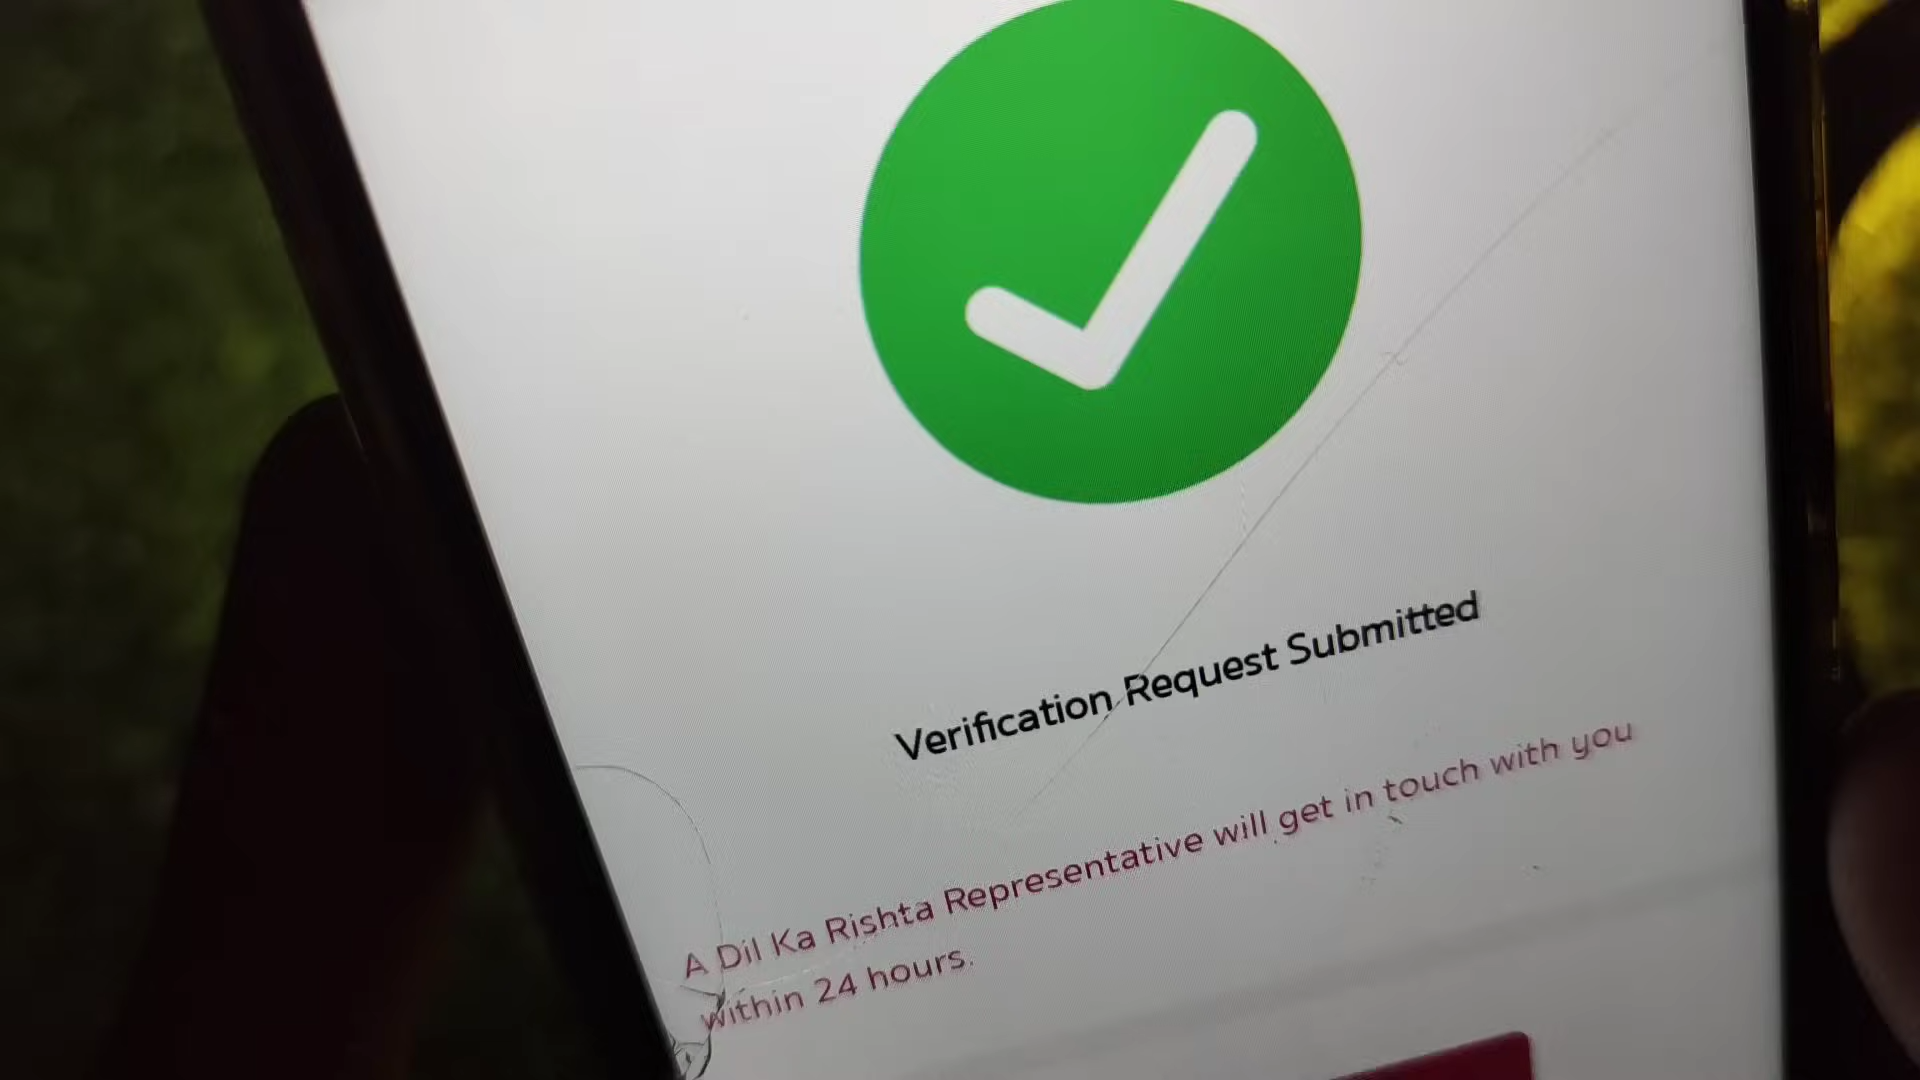 Verification Request Submitted
A Dil Ka Rishta Representative will get in touch with you
within 24 hours.